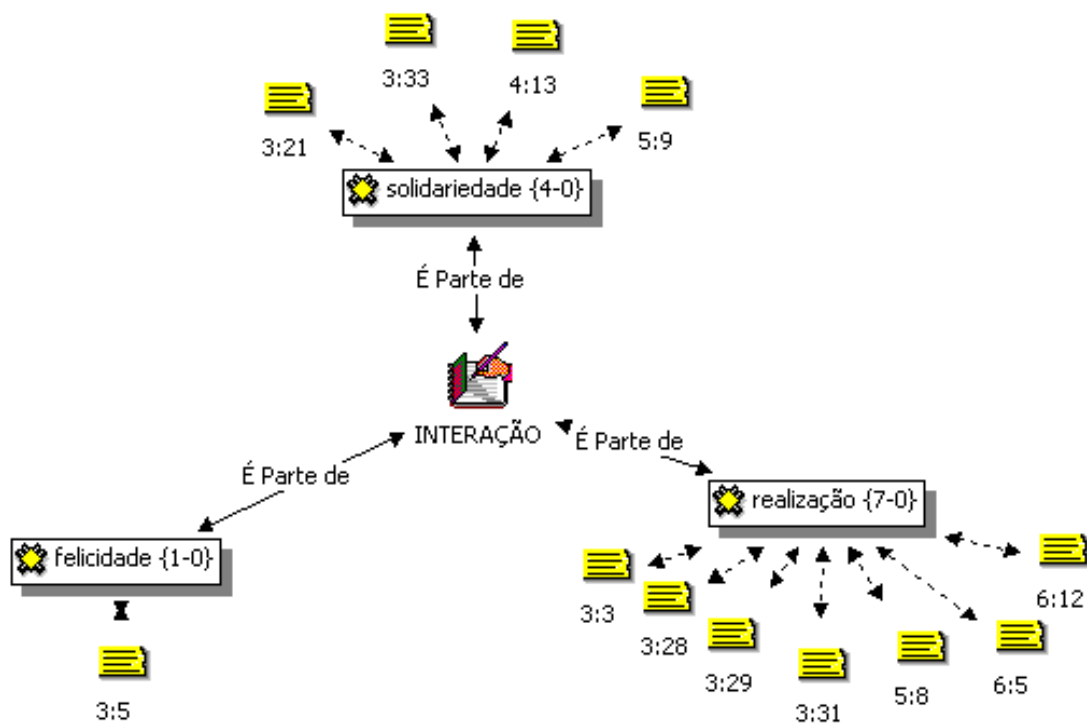 3:33
4:13
3:21
5:9
solidariedade {4-0}
É Parte de
INTERAÇÃO
É Parte de
É Parte de
realização {7-0}
felicidade {1-0}
3:3
6:12
3:28
3:29
5:8
6:5
3:5
3:31